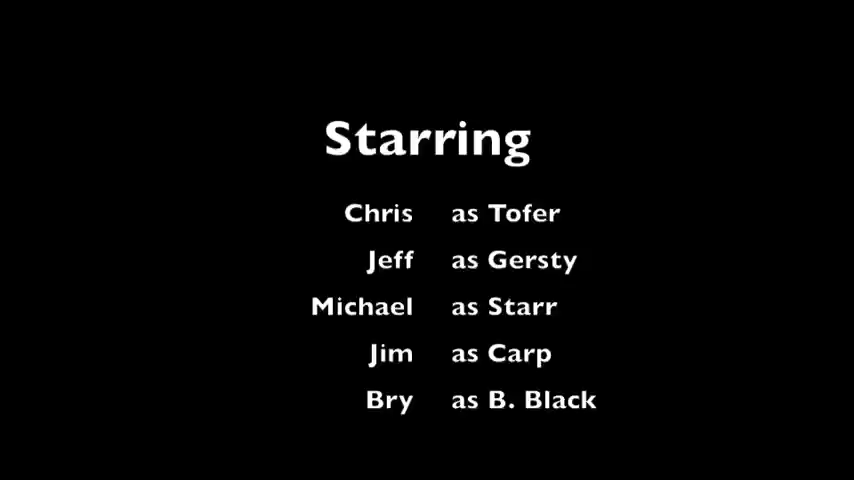 Starring
Chris as Tofer
Jeff as Gersty
Michael as Starr
Jim as Carp
Bry as B. Black